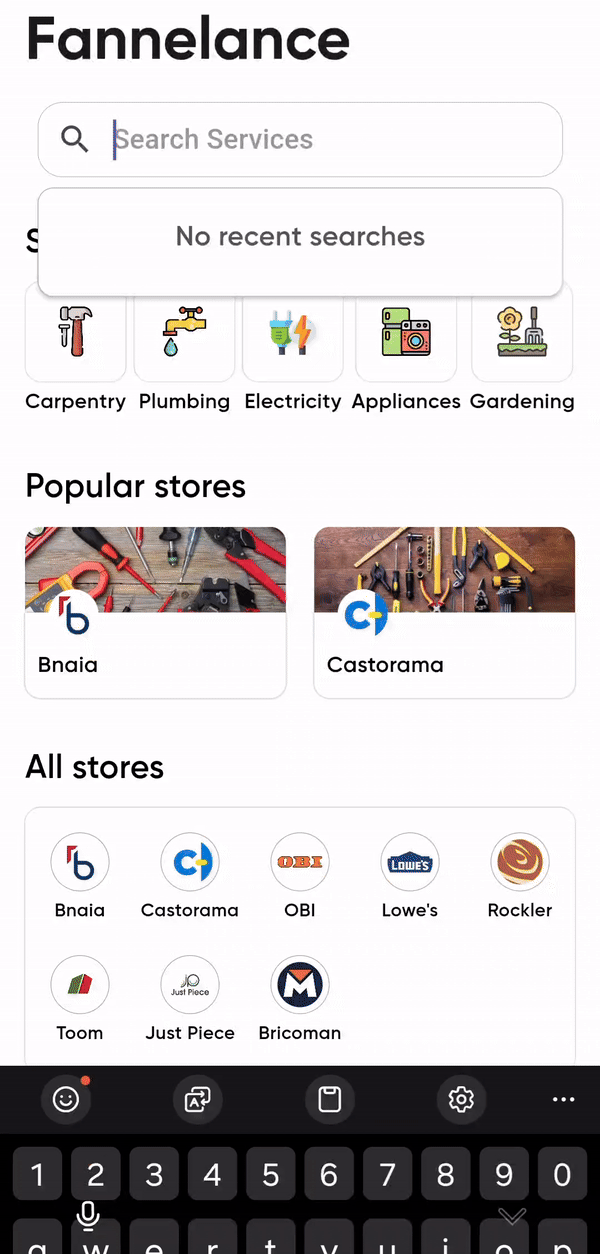 Fannelance
Search Services
No recent searches
S
Carpentry Plumbing Electricity Appliances Gardening
Popular stores
Bnaia Castorama
All stores
OBI LOWE'S
Bnaia Castorama OBI Lowe's Rockler
Just Piece
Toom Just Piece Bricoman
1 2 3 4 5 6 7 8 9 0
q w e r t y u i o p